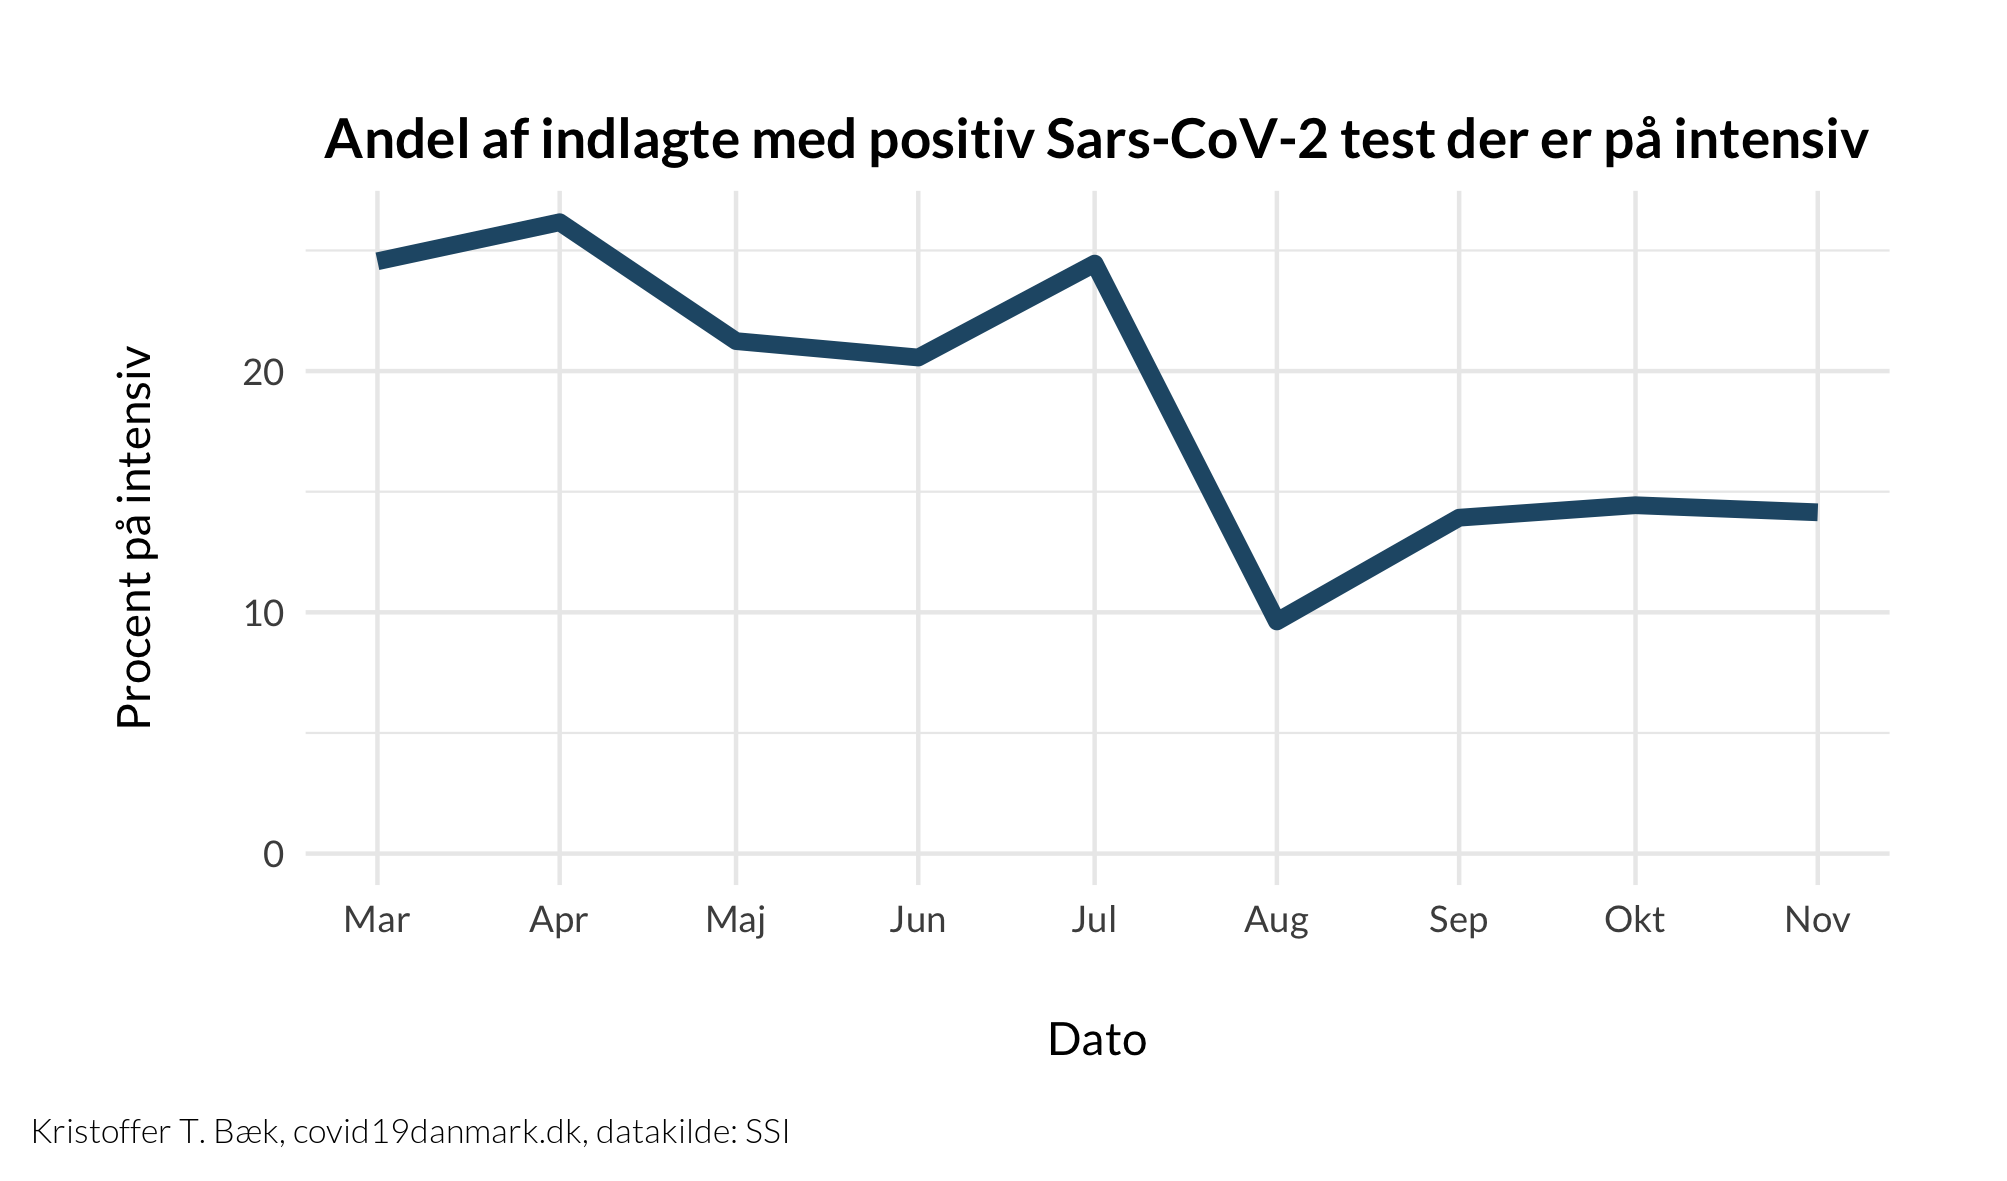 Andel af indlagte med positiv Sars-CoV-2 test der er på intensiv
Procent på intensiv
20
10
0
Mar Apr Maj Jun Jul Aug Sep Okt Nov
Dato
Kristoffer T. Bæk, covid19danmark.dk, datakilde: SSI